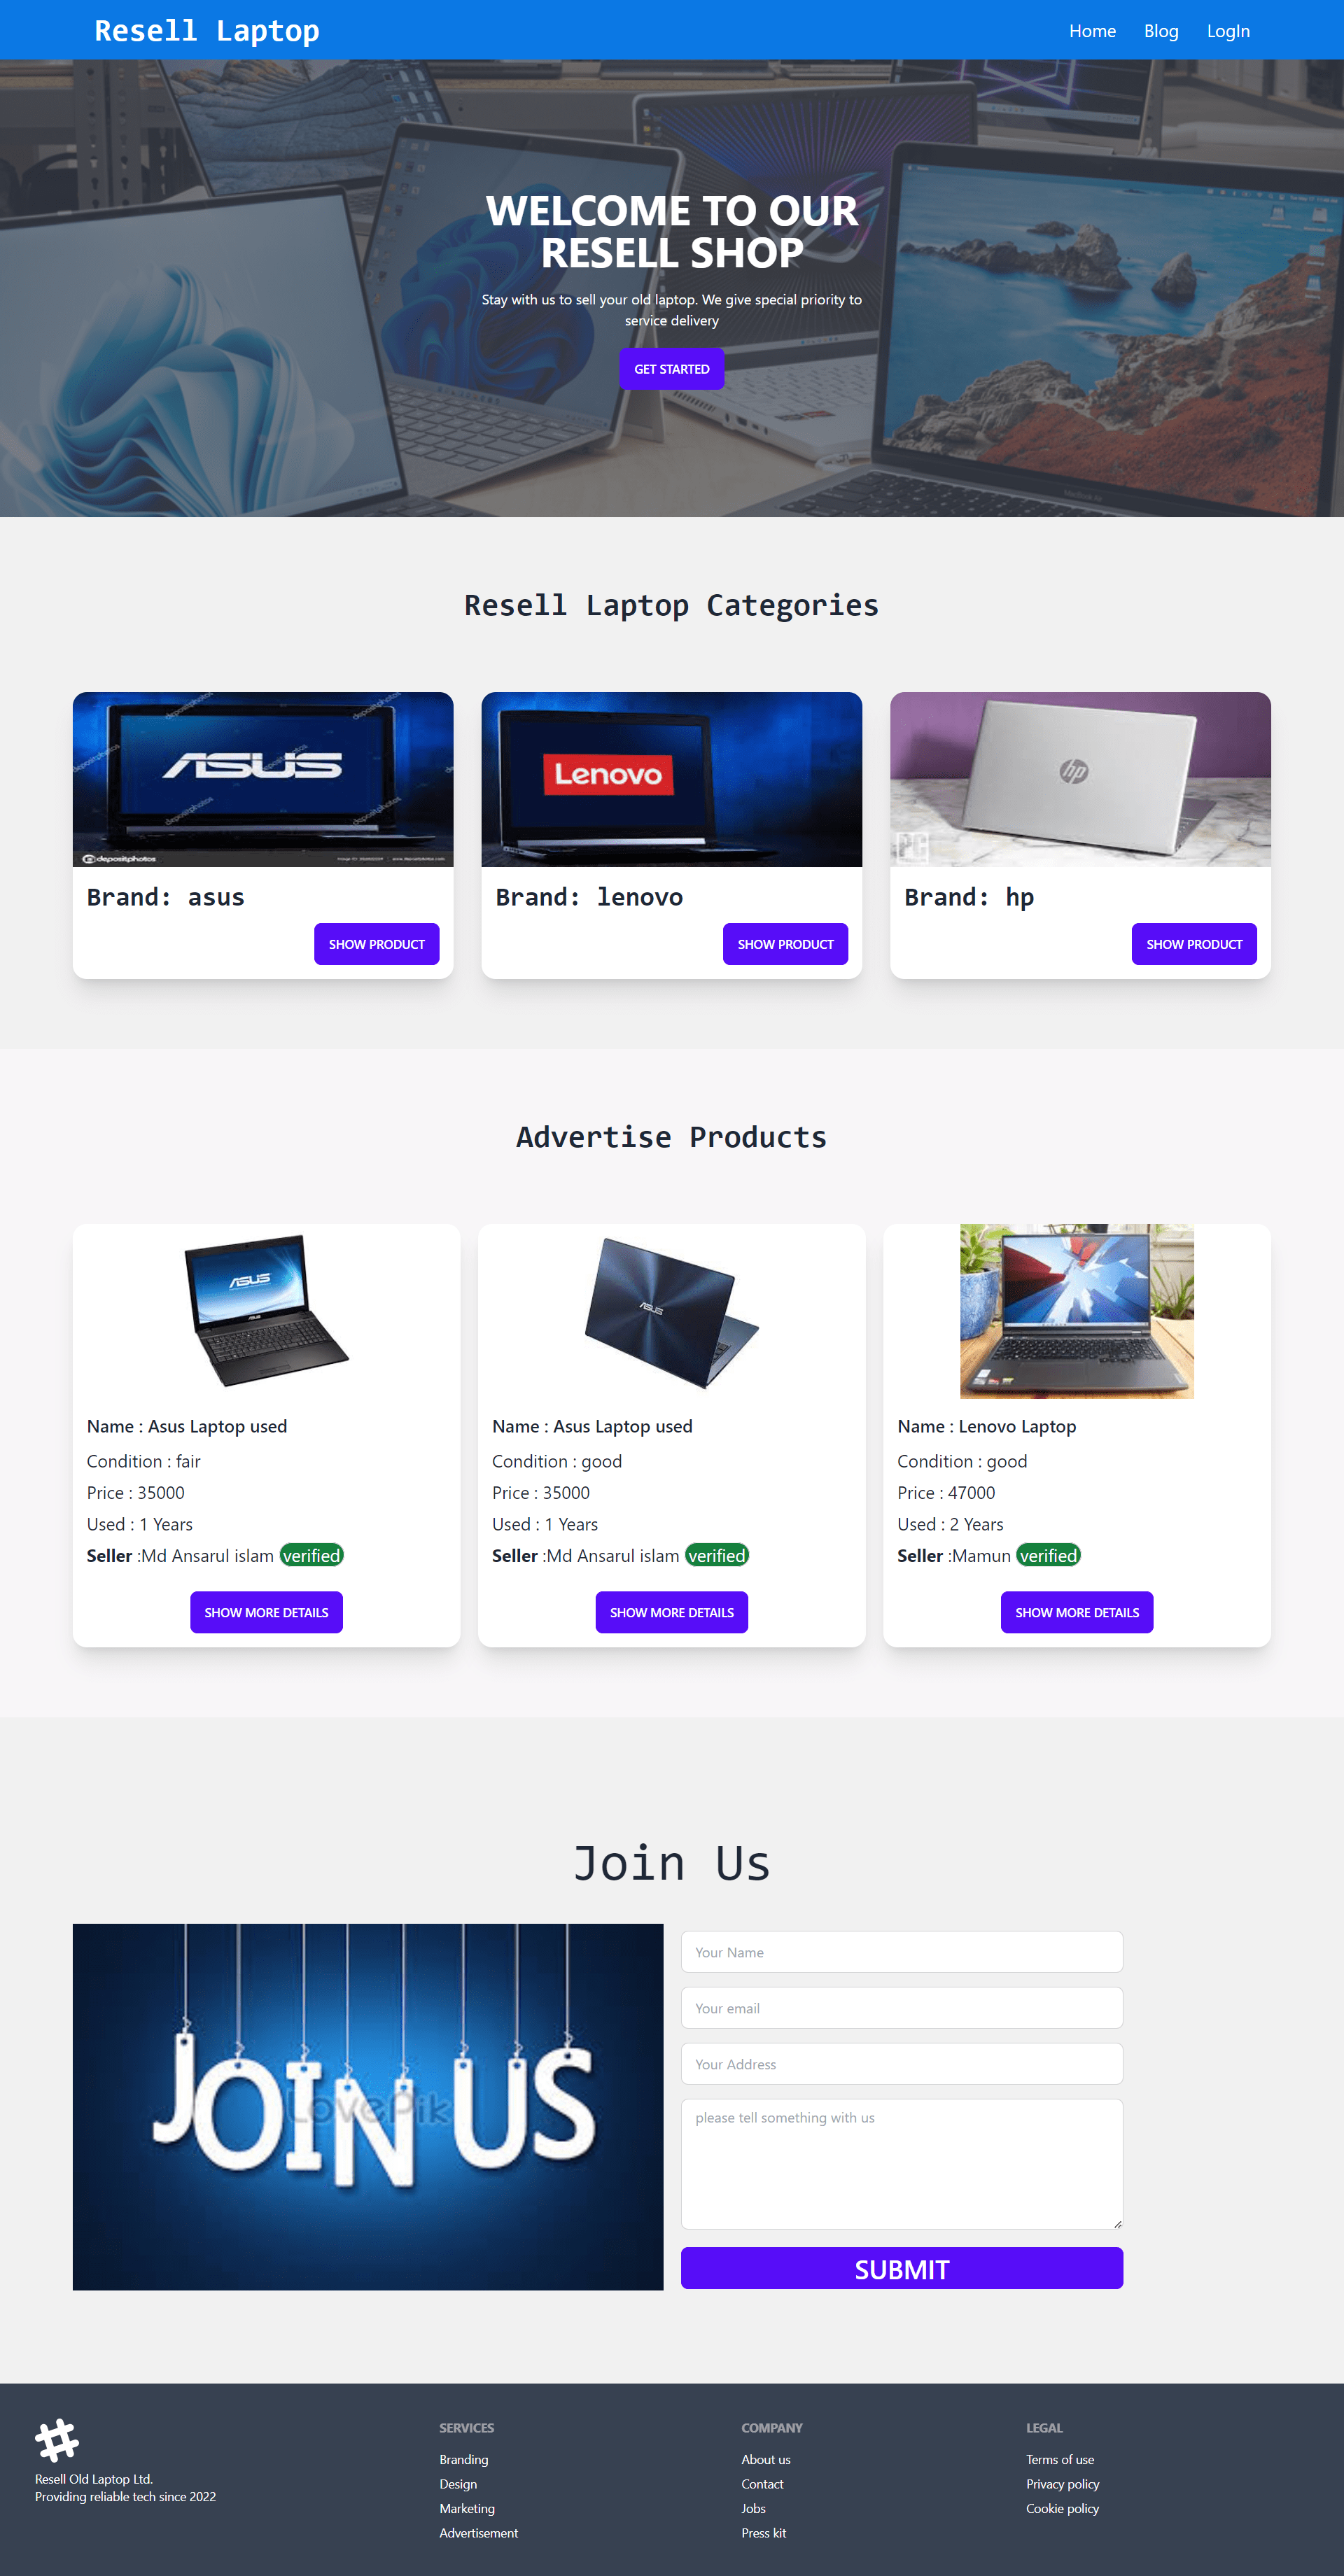 Resell Laptop
Home Blog LogIn
WELCOME TO OUR
RESELL SHOP
Stay with us to sell your old laptop. We give special priority to
service delivery
GET STARTED
Resell Laptop Categories
ASUS
depositphotos
Lenovo
hp
PC
Brand: asus
Brand: lenovo
Brand: hp
SHOW PRODUCT
SHOW PRODUCT
SHOW PRODUCT
Advertise Products
ASUS
ASUS
Name : Asus Laptop used
Condition : fair
Price : 35000
Used : 1 Years
Seller :Md Ansarul islam verified
SHOW MORE DETAILS
Name : Asus Laptop used
Condition : good
Price : 35000
Used : 1 Years
Seller :Md Ansarul islam verified
SHOW MORE DETAILS
Name : Lenovo Laptop
Condition : good
Price : 47000
Used : 2 Years
Seller :Mamun verified
SHOW MORE DETAILS
Join Us
JOIN US
LovePik
Your Name
Your email
Your Address
please tell something with us
SUBMIT
Resell Old Laptop Ltd.
Providing reliable tech since 2022
SERVICES
Branding
Design
Marketing
Advertisement
COMPANY
About us
Contact
Jobs
Press kit
LEGAL
Terms of use
Privacy policy
Cookie policy